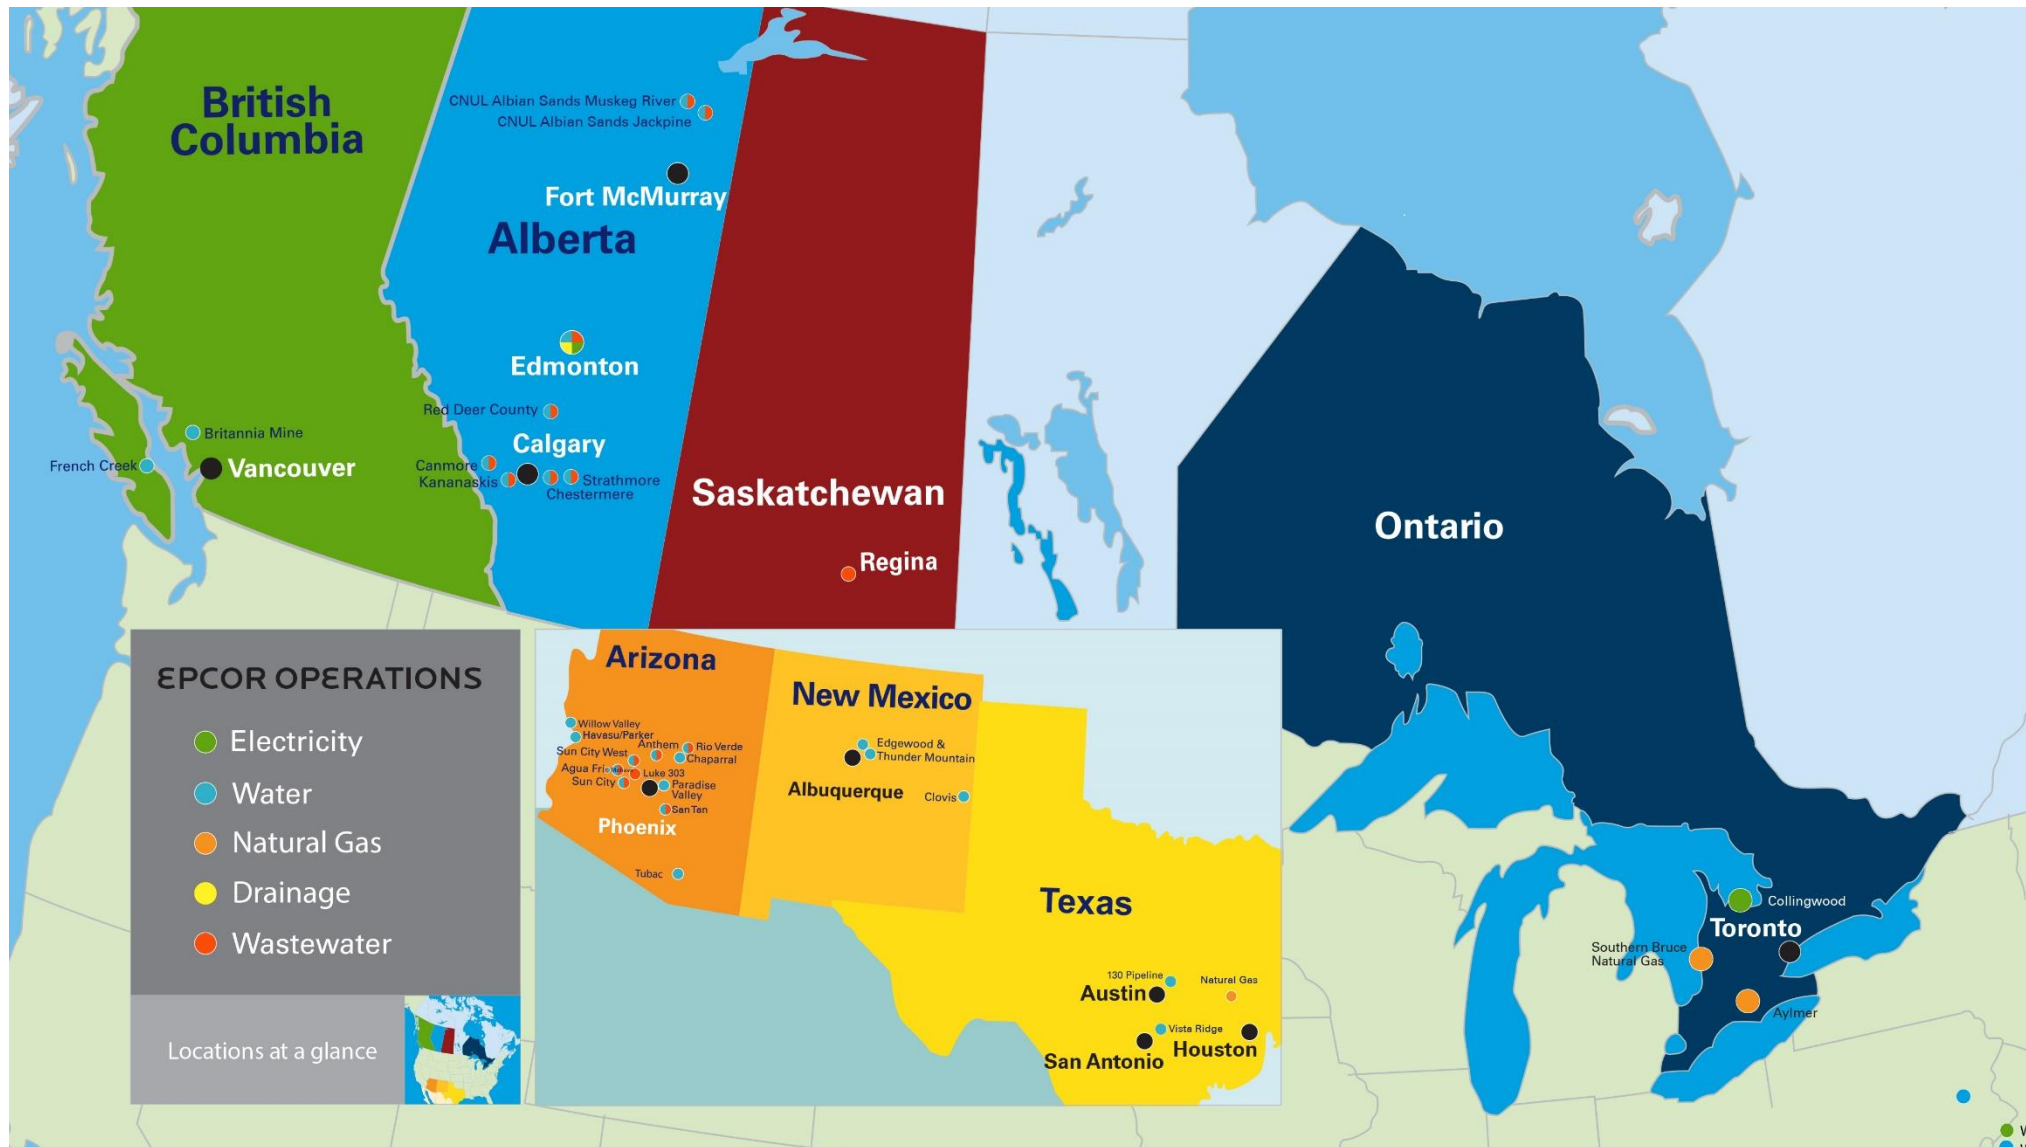 British
Columbia
CNUL Albian Sands Muskeg River
CNUL Albian Sands Jackpine
Fort McMurray
Alberta
Edmonton
Red Deer County
Calgary
Canmore
Kananaskis
Strathmore
Chestermere
Britannia Mine
French Creek
Vancouver
Saskatchewan
Regina
Ontario
EPCOR OPERATIONS
Electricity
Water
Natural Gas
Drainage
Wastewater
Locations at a glance
Arizona
Willow Valley
Havasu/Parker
Anthem
Rio Verde
Sun City West
Chaparral
Agua Fri
Luke 303
Sun City
Paradise
Valley
San Tan
Phoenix
Tubac
New Mexico
Edgewood &
Thunder Mountain
Albuquerque
Clovis
Texas
130 Pipeline
Austin
Natural Gas
Vista Ridge
San Antonio
Houston
Collingwood
Toronto
Southern Bruce
Natural Gas
Aylmer